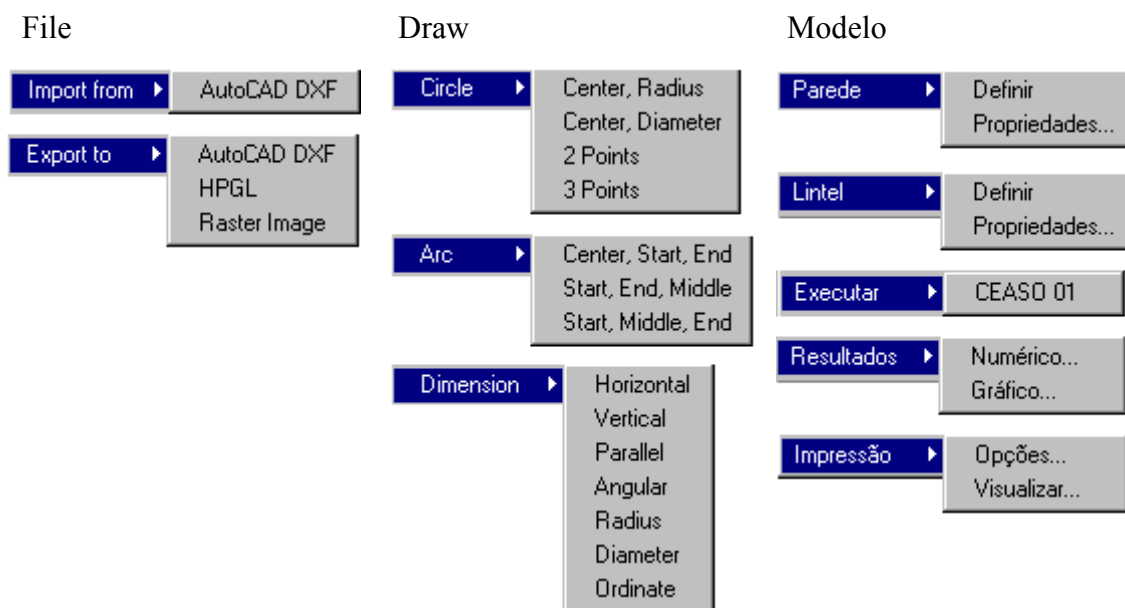 File
Import from
AutoCAD DXF
Export to
AutoCAD DXF
HPGL
Raster Image
Draw
Circle
Center, Radius
Center, Diameter
2 Points
3 Points
Arc
Center, Start, End
Start, End, Middle
Start, Middle, End
Dimension
Horizontal
Vertical
Parallel
Angular
Radius
Diameter
Ordinate
Modelo
Parede
Definir
Propriedades...
Lintel
Definir
Propriedades...
Executar
CEASO 01
Resultados
Numérico...
Gráfico...
Impressão
Opções...
Visualizar...